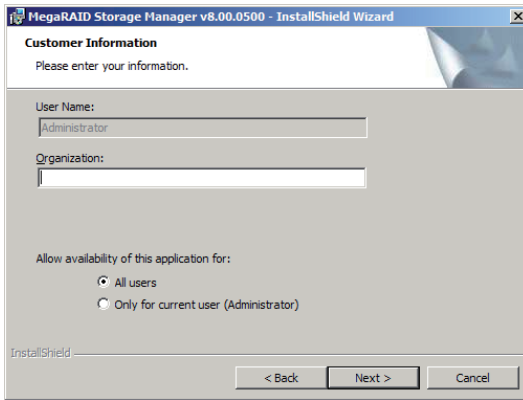 MegaRAID Storage Manager v8.00.0500 - InstallShield Wizard
Customer Information
Please enter your information.
User Name:
Administrator
Organization:
Allow availability of this application for:
All users
Only for current user (Administrator)
InstallShield
< Back Next > Cancel